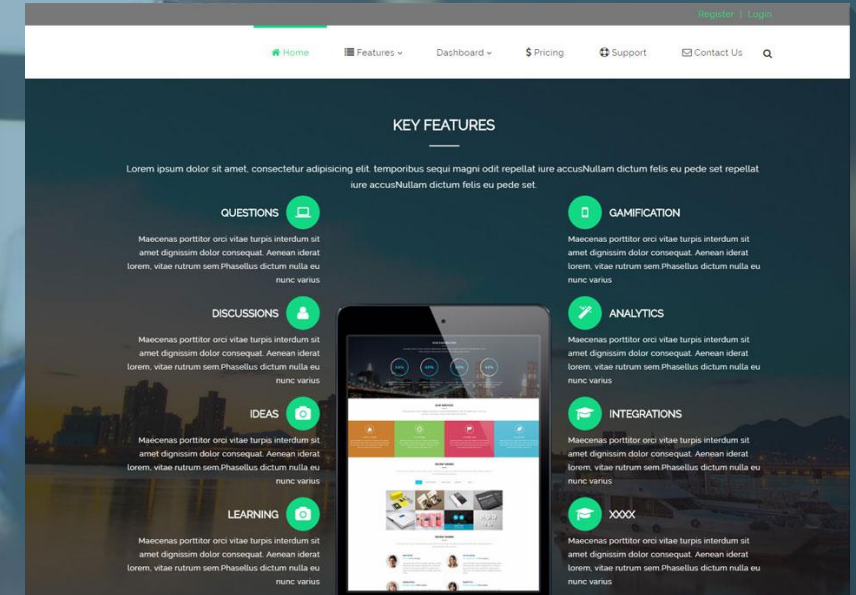 Register | Login
Home Features Dashboard $ Pricing Support Contact Us
KEY FEATURES
Lorem ipsum dolor sit amet, consectetur adipisicing elit. temporibus sequi magni odit repellat iure accusNullam dictum felis eu pede set repellat
iure accusNullam dictum felis eu pede set.
QUESTIONS
Maecenas porttitor orci vitae turpis interdum sit
amet dignissim dolor consequat. Aenean iderat
lorem, vitae rutrum sem.Phasellus dictum nulla eu
nunc varius
DISCUSSIONS
Maecenas porttitor orci vitae turpis interdum sit
amet dignissim dolor consequat. Aenean iderat
lorem, vitae rutrum sem.Phasellus dictum nulla eu
nunc varius
IDEAS
Maecenas porttitor orci vitae turpis interdum sit
amet dignissim dolor consequat. Aenean iderat
lorem, vitae rutrum sem.Phasellus dictum nulla eu
nunc varius
LEARNING
Maecenas porttitor orci vitae turpis interdum sit
amet dignissim dolor consequat. Aenean iderat
lorem, vitae rutrum sem.Phasellus dictum nulla eu
nunc varius
GAMIFICATION
Maecenas porttitor orci vitae turpis interdum sit
amet dignissim dolor consequat. Aenean iderat
lorem, vitae rutrum sem.Phasellus dictum nulla eu
nunc varius
ANALYTICS
Maecenas porttitor orci vitae turpis interdum sit
amet dignissim dolor consequat. Aenean iderat
lorem, vitae rutrum sem.Phasellus dictum nulla eu
nunc varius
INTEGRATIONS
Maecenas porttitor orci vitae turpis interdum sit
amet dignissim dolor consequat. Aenean iderat
lorem, vitae rutrum sem.Phasellus dictum nulla eu
nunc varius
XXXX
Maecenas porttitor orci vitae turpis interdum sit
amet dignissim dolor consequat. Aenean iderat
lorem, vitae rutrum sem.Phasellus dictum nulla eu
nunc varius